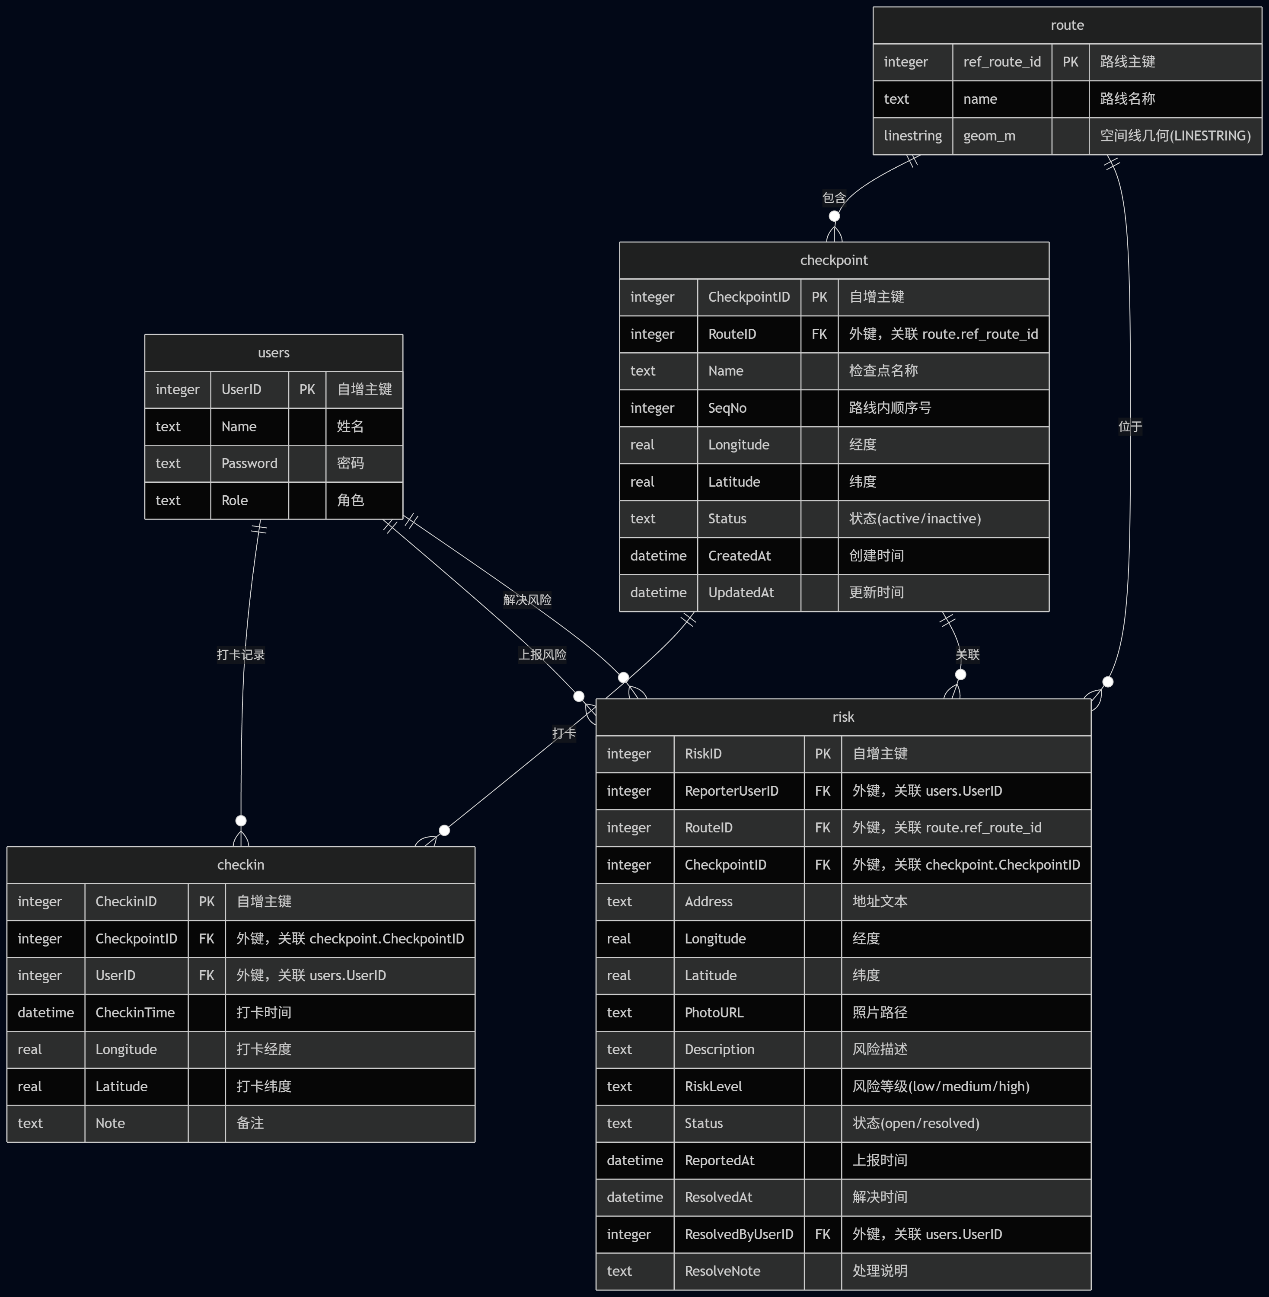 route
integer ref_route_id PK 路线主键
text name 路线名称
linestring geom_m 空间线几何(LINESTRING)
包含
checkpoint
integer CheckpointID PK 自增主键
integer RouteID FK 外键，关联 route.ref_route_id
text Name 检查点名称
integer SeqNo 路线内顺序号
real Longitude 经度
real Latitude 纬度
text Status 状态(active/inactive)
datetime CreatedAt 创建时间
datetime UpdatedAt 更新时间
位于
users
integer UserID PK 自增主键
text Name 姓名
text Password 密码
text Role 角色
解决风险
打卡记录
上报风险
关联
打卡
risk
integer RiskID PK 自增主键
integer ReporterUserID FK 外键，关联 users.UserID
integer RouteID FK 外键，关联 route.ref_route_id
integer CheckpointID FK 外键，关联 checkpoint.CheckpointID
text Address 地址文本
real Longitude 经度
real Latitude 纬度
text PhotoURL 照片路径
text Description 风险描述
text RiskLevel 风险等级(low/medium/high)
text Status 状态(open/resolved)
datetime ReportedAt 上报时间
datetime ResolvedAt 解决时间
integer ResolvedByUserID FK 外键，关联 users.UserID
text ResolveNote 处理说明
checkin
integer CheckinID PK 自增主键
integer CheckpointID FK 外键，关联 checkpoint.CheckpointID
integer UserID FK 外键，关联 users.UserID
datetime CheckinTime 打卡时间
real Longitude 打卡经度
real Latitude 打卡纬度
text Note 备注